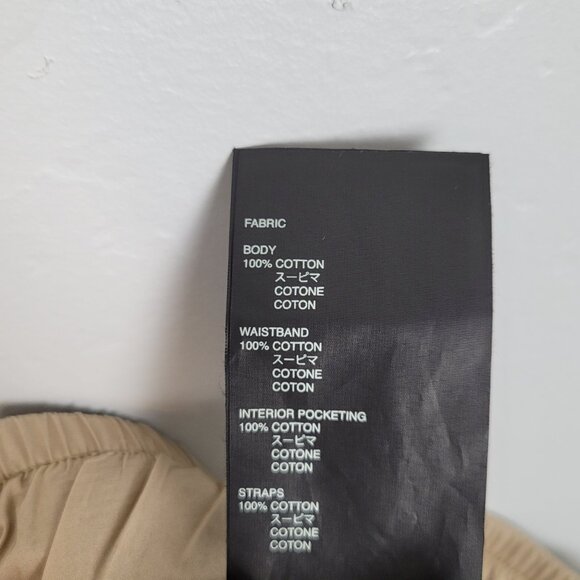 FABRIC
BODY
100% COTTON
スーピマ
COTONE
COTON
WAISTBAND
100% COTTON
スーピマ
COTONE
COTON
INTERIOR POCKETING
100% COTTON
スーピマ
COTONE
COTON
STRAPS
100% COTTON
スーピマ
COTONE
COTON